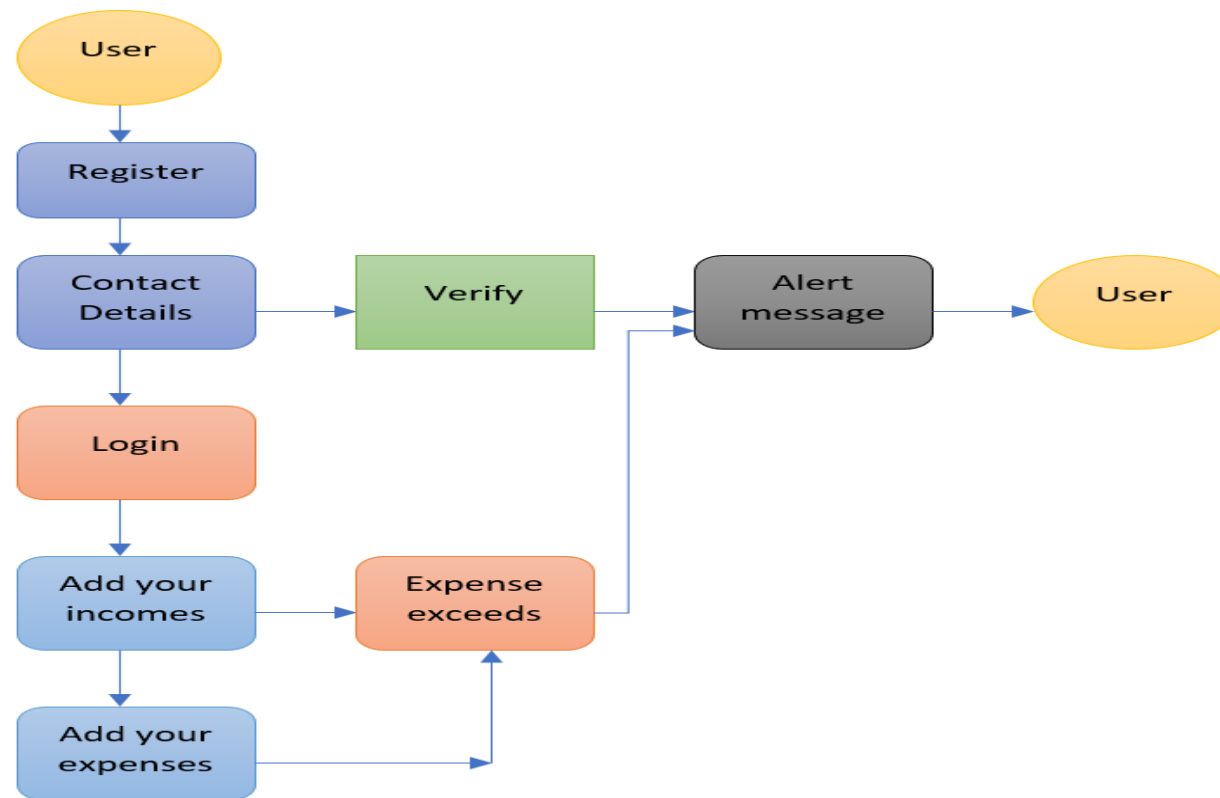 User
Register
Contact
Details
Verify
Alert
message
User
Login
Add your
incomes
Expense
exceeds
Add your
expenses